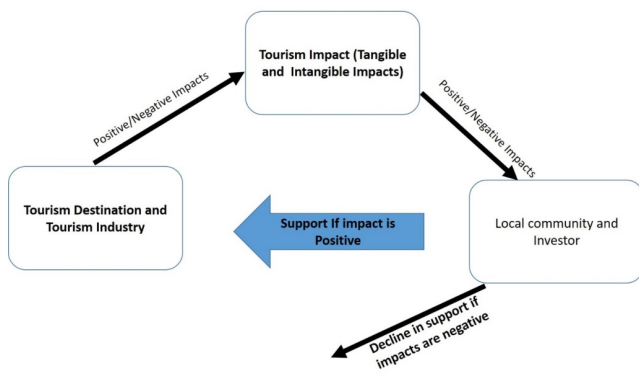 Tourism Impact (Tangible
and Intangible Impacts)
Positive/Negative Impacts
Positive/Negative Impacts
Tourism Destination and
Tourism Industry
Support If impact is
Positive
Local community and
Investor
Decline in support if
impacts are negative